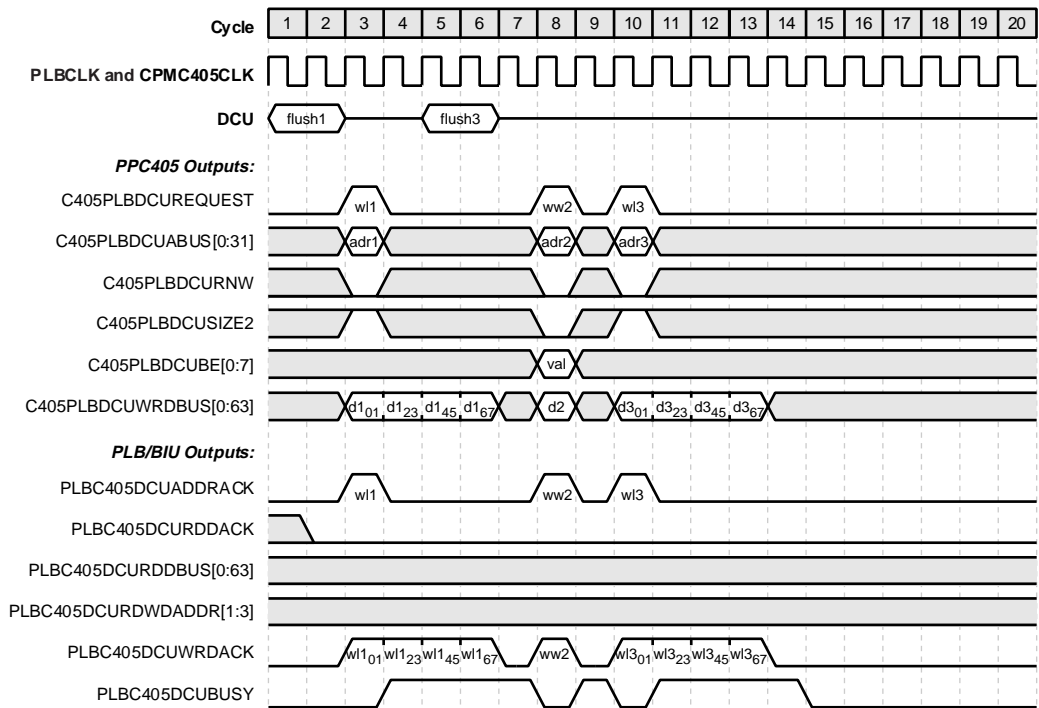 Cycle 1 2 3 4 5 6 7 8 9 10 11 12 13 14 15 16 17 18 19 20
PLBCLK and CPMC405CLK
DCU flush1 flush3
PPC405 Outputs:
C405PLBDCUREQUEST wl1 ww2 wl3
C405PLBDCUABUS[0:31] adr1 adr2 adr3
C405PLBDCURNW
C405PLBDCUSIZE2
C405PLBDCUBE[0:7] val
C405PLBDCUWRDBUS[0:63] d1₀₁ d1₂₃ d1₄₅ d1₆₇ d2 d3₀₁ d3₂₃ d3₄₅ d3₆₇
PLB/BIU Outputs:
PLBC405DCUADDRACK wl1 ww2 wl3
PLBC405DCURDDACK
PLBC405DCURDDBUS[0:63]
PLBC405DCURDWDADDR[1:3]
PLBC405DCUWRDACK wl1₀₁ wl1₂₃ wl1₄₅ wl1₆₇ ww2 wl3₀₁ wl3₂₃ wl3₄₅ wl3₆₇
PLBC405DCUBUSY